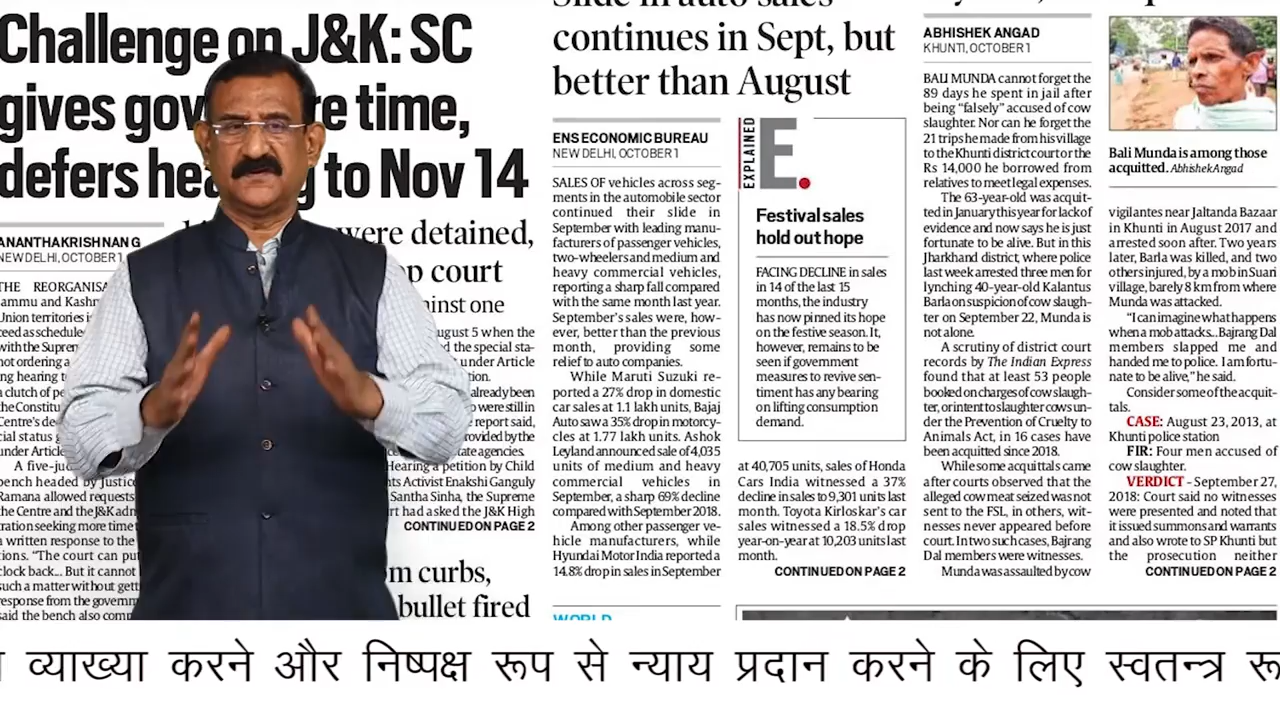 Challenge on J&K: SC
gives gov re time,
defers hea g to Nov 14
were detained,
court
ANANTHAKRISHNAN G
NEW DELHI, OCTOBER 1
THE REORGANISA
Union territories
ceed as schedule
with the Suprem
not ordering a
ng hearing t
a clutch of pe
the Constitu
Centre's de
cial status
under Artic
A five-jud
bench headed by Justice
Ramana allowed requests
the Centre and the J&K adm
tration seeking more time t
a written response to the
tions. "The court can put
clock back... But it cannot
such a matter without gett
response from the governm
said the bench also com
ugust 5 when the
the special sta-
under Article
tion.
already been
were still in
report said,
rovided by the
ate agencies.
Hearing a petition by Child
Activist Enakshi Ganguly
Santha Sinha, the Supreme
had asked the J&K High
CONTINUED ON PAGE 2
m curbs,
bullet fired
continues in Sept, but
better than August
ENS ECONOMIC BUREAU
NEW DELHI, OCTOBER 1
SALES OF vehicles across seg-
ments in the automobile sector
continued their slide in
September with leading manu-
facturers of passenger vehicles,
two-wheelers and medium and
heavy commercial vehicles,
reporting a sharp fall compared
with the same month last year.
September's sales were, how-
ever, better than the previous
month, providing some
relief to auto companies.
While Maruti Suzuki re-
ported a 27% drop in domestic
car sales at 1.1 lakh units, Bajaj
Auto saw a 35% drop in motorcy-
cles at 1.77 lakh units. Ashok
Leyland announced sale of 4,035
units of medium and heavy
commercial vehicles in
September, a sharp 69% decline
compared with September 2018.
Among other passenger ve-
hicle manufacturers, while
Hyundai Motor India reported a
14.8% drop in sales in September
EXPLAINED
E.
Festival sales
hold out hope
FACING DECLINE in sales
in 14 of the last 15
months, the industry
has now pinned its hope
on the festive season. It,
however, remains to be
seen if government
measures to revive sen-
timent has any bearing
on lifting consumption
demand.
at 40,705 units, sales of Honda
Cars India witnessed a 37%
decline in sales to 9,301 units last
month. Toyota Kirloskar's car
sales witnessed a 18.5% drop
year-on-year at 10,203 units last
month.
CONTINUED ON PAGE 2
ABHISHEK ANGAD
KHUNTI, OCTOBER 1
BALI MUNDA cannot forget the
89 days he spent in jail after
being "falsely" accused of cow
slaughter. Nor can he forget the
21 trips he made from his village
to the Khunti district court or the
Rs 14,000 he borrowed from
relatives to meet legal expenses.
The 63-year-old was acquit-
ted in January this year for lack of
evidence and now says he is just
fortunate to be alive. But in this
Jharkhand district, where police
last week arrested three men for
lynching 40-year-old Kalantus
Barla on suspicion of cow slaugh-
ter on September 22, Munda is
not alone.
A scrutiny of district court
records by The Indian Express
found that at least 53 people
booked on charges of cow slaugh-
ter, or intent to slaughter cows un-
der the Prevention of Cruelty to
Animals Act, in 16 cases have
been acquitted since 2018.
While some acquittals came
after courts observed that the
alleged cow meat seized was not
sent to the FSL, in others, wit-
nesses never appeared before
court. In two such cases, Bajrang
Dal members were witnesses.
Munda was assaulted by cow
Bali Munda is among those
acquitted. Abhishek Angad
vigilantes near Jaltanda Bazaar
in Khunti in August 2017 and
arrested soon after. Two years
later, Barla was killed, and two
others injured, by a mob in Suari
village, barely 8 km from where
Munda was attacked.
"I can imagine what happens
when a mob attacks... Bajrang Dal
members slapped me and
handed me to police. I am fortu-
nate to be alive," he said.
Consider some of the acquit-
tals.
CASE: August 23, 2013, at
Khunti police station
FIR: Four men accused of
cow slaughter.
VERDICT - September 27,
2018: Court said no witnesses
were presented and noted that
it issued summons and warrants
and also wrote to SP Khunti but
the prosecution neither
CONTINUED ON PAGE 2
व्याख्या करने और निष्पक्ष रूप से न्याय प्रदान करने के लिए स्वतन्त्र रू